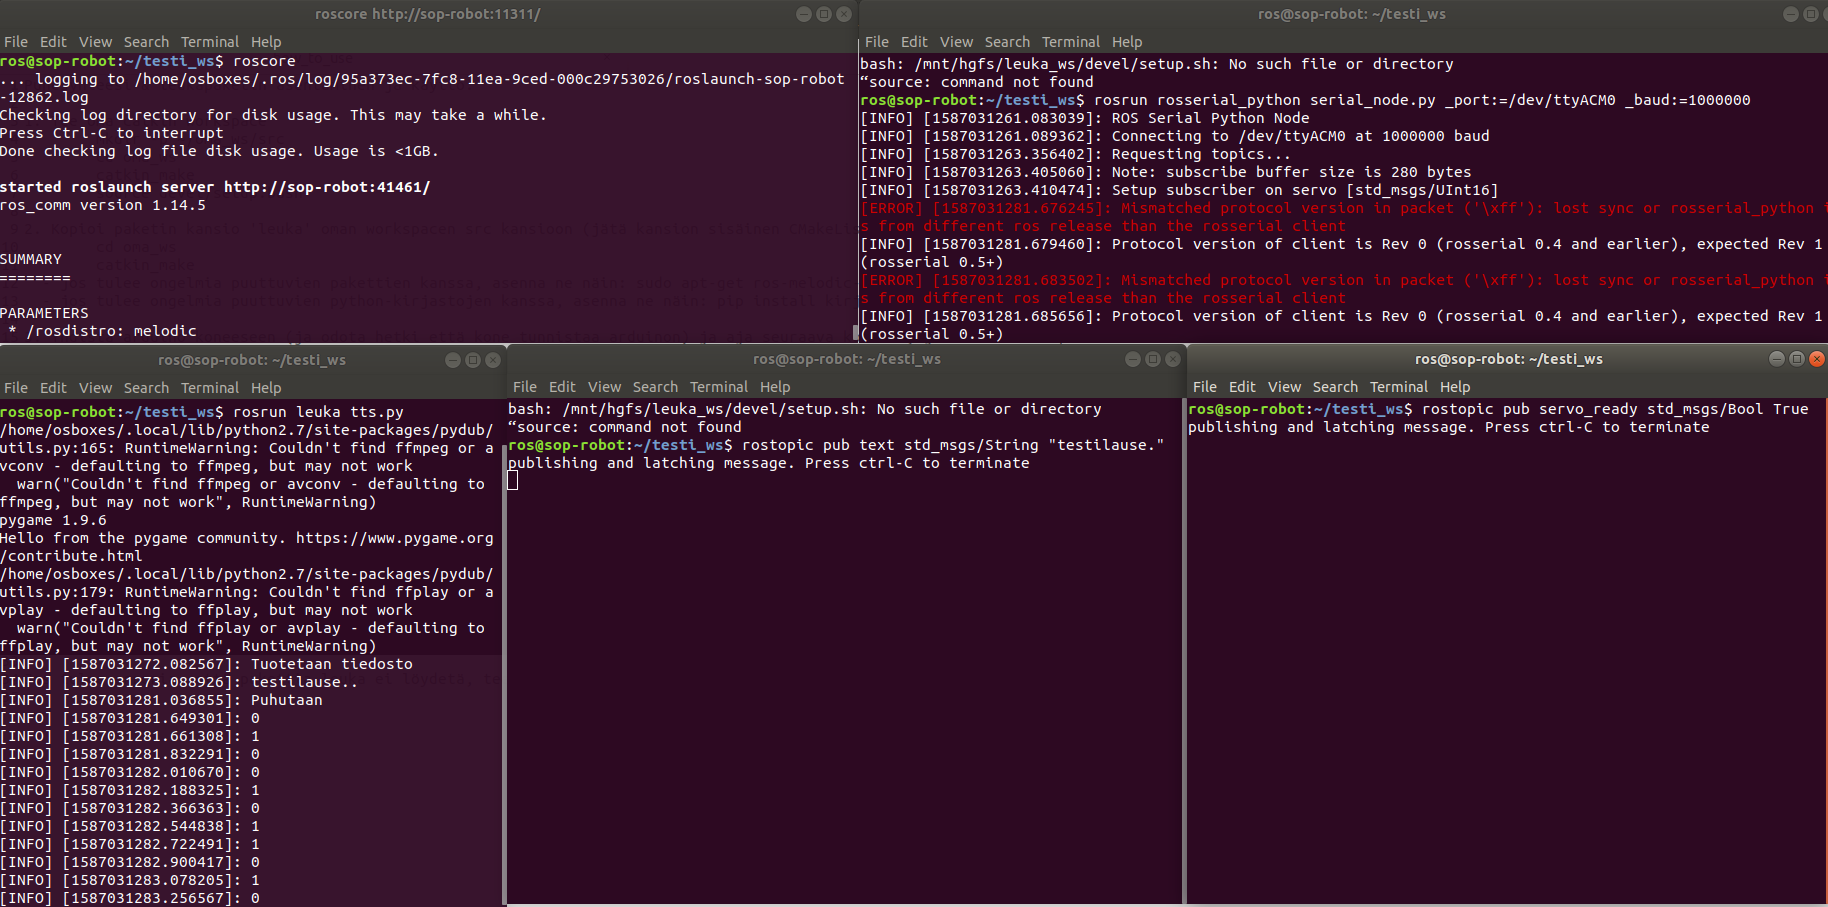 roscore http://sop-robot:11311/
File Edit View Search Terminal Help
ros@sop-robot:~/testi_ws$ roscore
... logging to /home/osboxes/.ros/log/95a373ec-7fc8-11ea-9ced-000c29753026/roslaunch-sop-robot
-12862.log
Checking log directory for disk usage. This may take a while.
Press Ctrl-C to interrupt
Done checking log file disk usage. Usage is <1GB.
started roslaunch server http://sop-robot:41461/
ros_comm version 1.14.5
SUMMARY
========
PARAMETERS
* /rosdistro: melodic
ros@sop-robot: ~/testi_ws
File Edit View Search Terminal Help
bash: /mnt/hgfs/leuka_ws/devel/setup.sh: No such file or directory
“source: command not found
ros@sop-robot:~/testi_ws$ rosrun rosserial_python serial_node.py _port:=/dev/ttyACM0 _baud:=1000000
[INFO] [1587031261.083039]: ROS Serial Python Node
[INFO] [1587031261.089362]: Connecting to /dev/ttyACM0 at 1000000 baud
[INFO] [1587031263.356402]: Requesting topics...
[INFO] [1587031263.405060]: Note: subscribe buffer size is 280 bytes
[INFO] [1587031263.410474]: Setup subscriber on servo [std_msgs/UInt16]
[ERROR] [1587031281.676245]: Mismatched protocol version in packet ('\xff'): lost sync or rosserial_python i
s from different ros release than the rosserial client
[INFO] [1587031281.679460]: Protocol version of client is Rev 0 (rosserial 0.4 and earlier), expected Rev 1
(rosserial 0.5+)
[ERROR] [1587031281.683502]: Mismatched protocol version in packet ('\xff'): lost sync or rosserial_python i
s from different ros release than the rosserial client
[INFO] [1587031281.685656]: Protocol version of client is Rev 0 (rosserial 0.4 and earlier), expected Rev 1
(rosserial 0.5+)
ros@sop-robot: ~/testi_ws
File Edit View Search Terminal Help
ros@sop-robot:~/testi_ws$ rosrun leuka tts.py
/home/osboxes/.local/lib/python2.7/site-packages/pydub/
utils.py:165: RuntimeWarning: Couldn't find ffmpeg or a
vconv - defaulting to ffmpeg, but may not work
warn("Couldn't find ffmpeg or avconv - defaulting to
ffmpeg, but may not work", RuntimeWarning)
pygame 1.9.6
Hello from the pygame community. https://www.pygame.org
/contribute.html
/home/osboxes/.local/lib/python2.7/site-packages/pydub/
utils.py:179: RuntimeWarning: Couldn't find ffplay or a
vplay - defaulting to ffplay, but may not work
warn("Couldn't find ffplay or avplay - defaulting to
ffplay, but may not work", RuntimeWarning)
[INFO] [1587031272.082567]: Tuotetaan tiedosto
[INFO] [1587031273.088926]: testilause..
[INFO] [1587031281.036855]: Puhutaan
[INFO] [1587031281.649301]: 0
[INFO] [1587031281.661308]: 1
[INFO] [1587031281.832291]: 0
[INFO] [1587031282.010670]: 0
[INFO] [1587031282.188325]: 1
[INFO] [1587031282.366363]: 0
[INFO] [1587031282.544838]: 1
[INFO] [1587031282.722491]: 1
[INFO] [1587031282.900417]: 0
[INFO] [1587031283.078205]: 1
[INFO] [1587031283.256567]: 0
ros@sop-robot: ~/testi_ws
File Edit View Search Terminal Help
bash: /mnt/hgfs/leuka_ws/devel/setup.sh: No such file or directory
“source: command not found
ros@sop-robot:~/testi_ws$ rostopic pub text std_msgs/String "testilause."
publishing and latching message. Press ctrl-C to terminate
ros@sop-robot: ~/testi_ws
File Edit View Search Terminal Help
ros@sop-robot:~/testi_ws$ rostopic pub servo_ready std_msgs/Bool True
publishing and latching message. Press ctrl-C to terminate